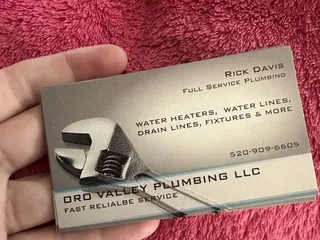 RICK DAVIS
FULL SERVICE PLUMBING
WATER HEATERS, WATER LINES,
DRAIN LINES, FIXTURES & MORE
520-909-6605
ORO VALLEY PLUMBING LLC
FAST RELIALBE SERVICE